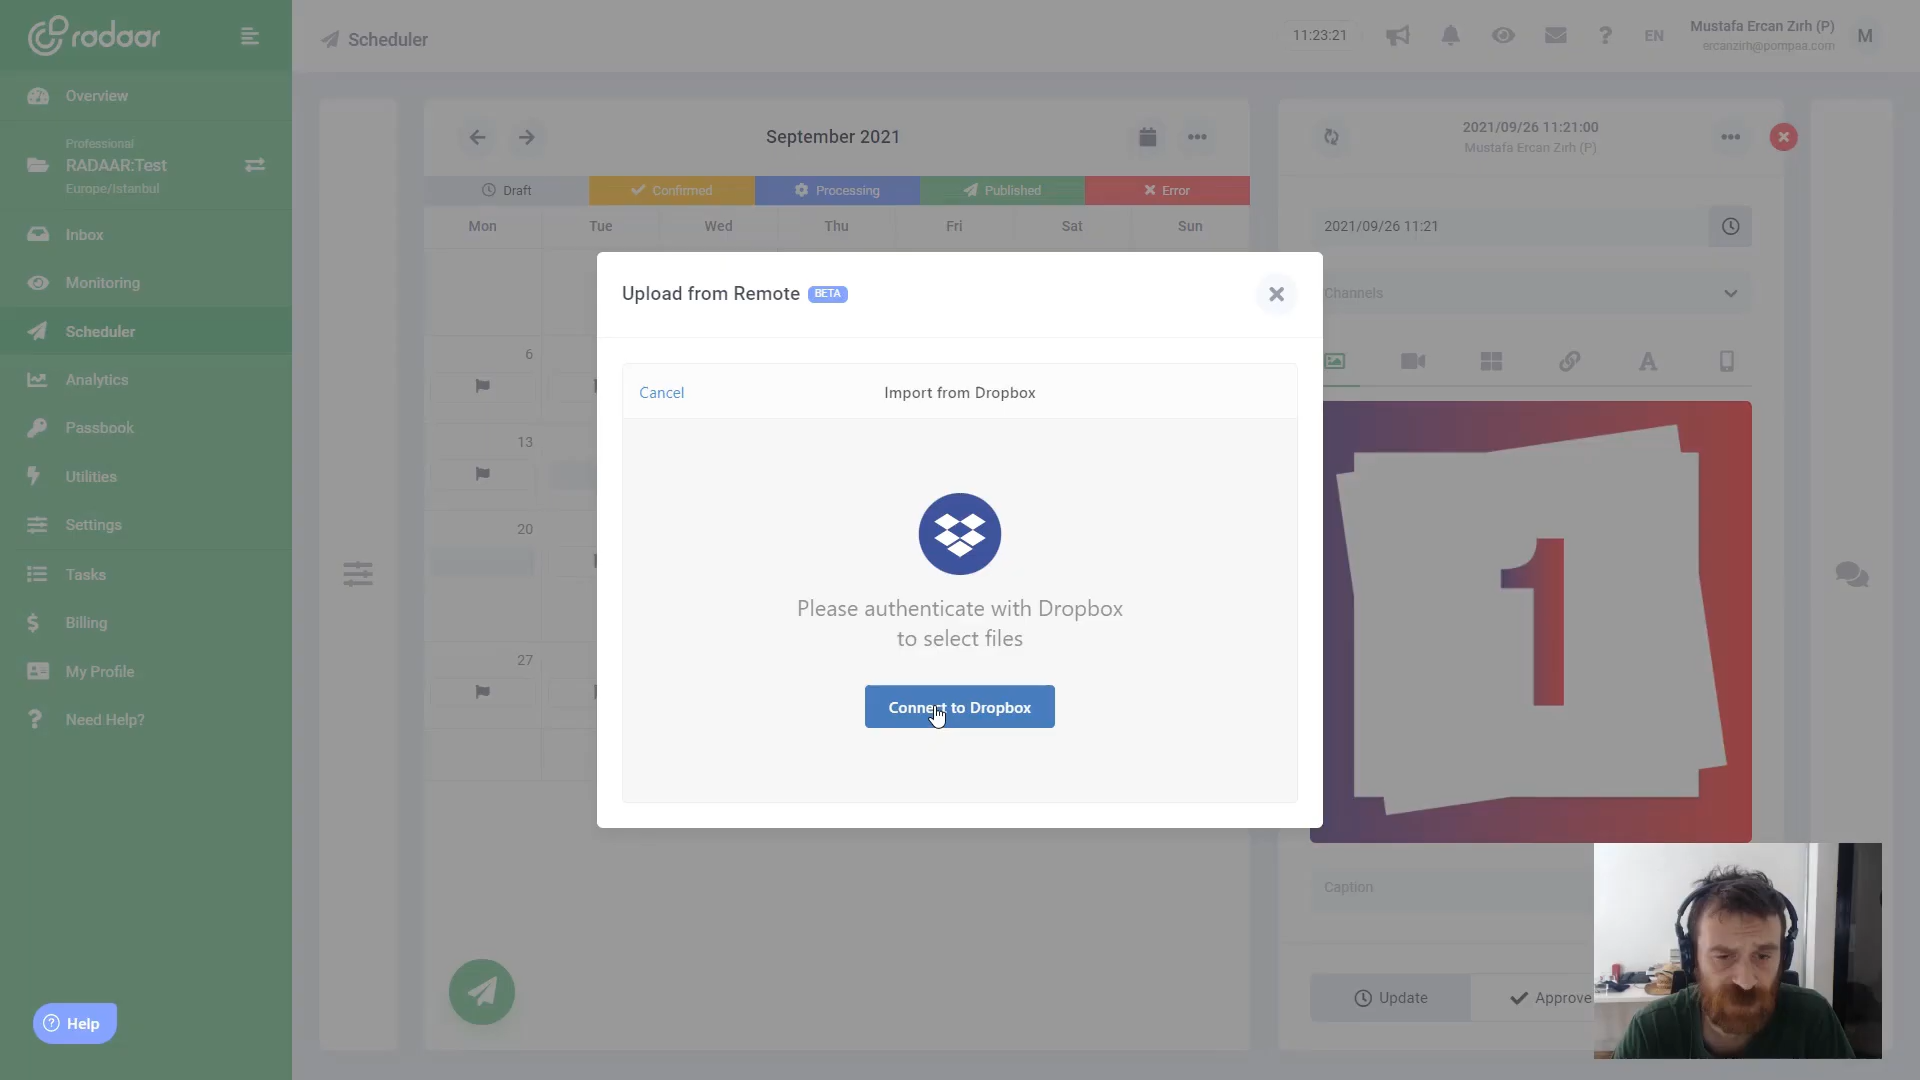 radaar
Scheduler
11:23:21
EN
Mustafa Ercan Zırh (P)
ercanzirh@pompaa.com
M
Overview
Professional
RADAAR:Test
Europe/Istanbul
Inbox
Monitoring
Scheduler
Analytics
Passbook
Utilities
Settings
Tasks
Billing
My Profile
Need Help?
Help
September 2021
Draft
Confirmed
Processing
Published
Error
Mon
Tue
Wed
Thu
Fri
Sat
Sun
6
13
20
27
Upload from Remote BETA
Cancel
Import from Dropbox
Please authenticate with Dropbox
to select files
Connect to Dropbox
2021/09/26 11:21:00
Mustafa Ercan Zırh (P)
2021/09/26 11:21
Channels
A
1
Caption
Update
Approve